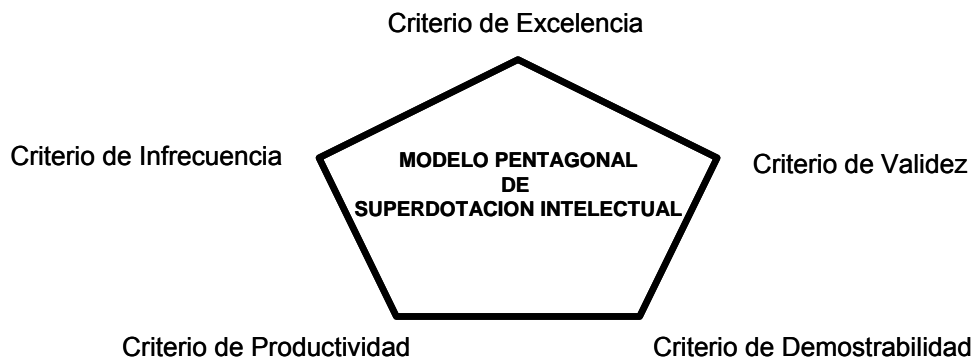 Criterio de Excelencia
Criterio de Infrecuencia
MODELO PENTAGONAL
DE
SUPERDOTACION INTELECTUAL
Criterio de Validez
Criterio de Productividad
Criterio de Demostrabilidad